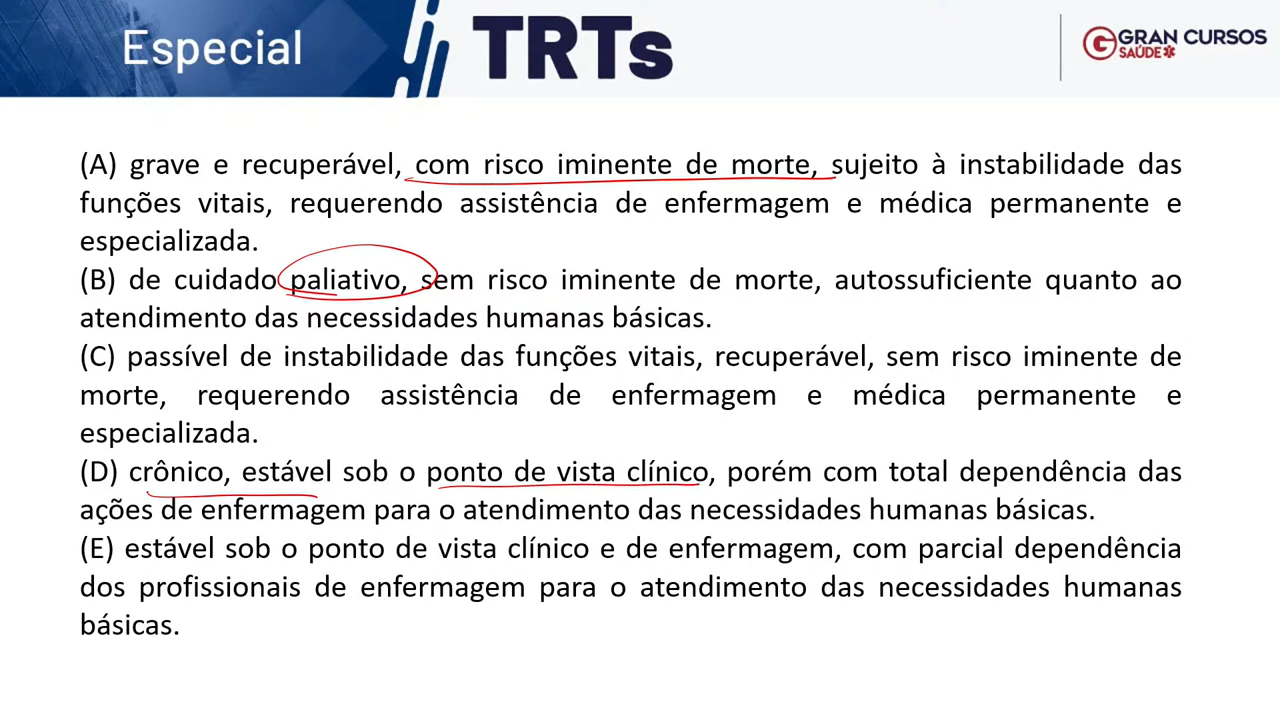 Especial
TRTs
GRAN CURSOS
SAÚDE
(A) grave e recuperável, com risco iminente de morte, sujeito à instabilidade das
funções vitais, requerendo assistência de enfermagem e médica permanente e
especializada.
(B) de cuidado paliativo, sem risco iminente de morte, autossuficiente quanto ao
atendimento das necessidades humanas básicas.
(C) passível de instabilidade das funções vitais, recuperável, sem risco iminente de
morte, requerendo assistência de enfermagem e médica permanente e
especializada.
(D) crônico, estável sob o ponto de vista clínico, porém com total dependência das
ações de enfermagem para o atendimento das necessidades humanas básicas.
(E) estável sob o ponto de vista clínico e de enfermagem, com parcial dependência
dos profissionais de enfermagem para o atendimento das necessidades humanas
básicas.